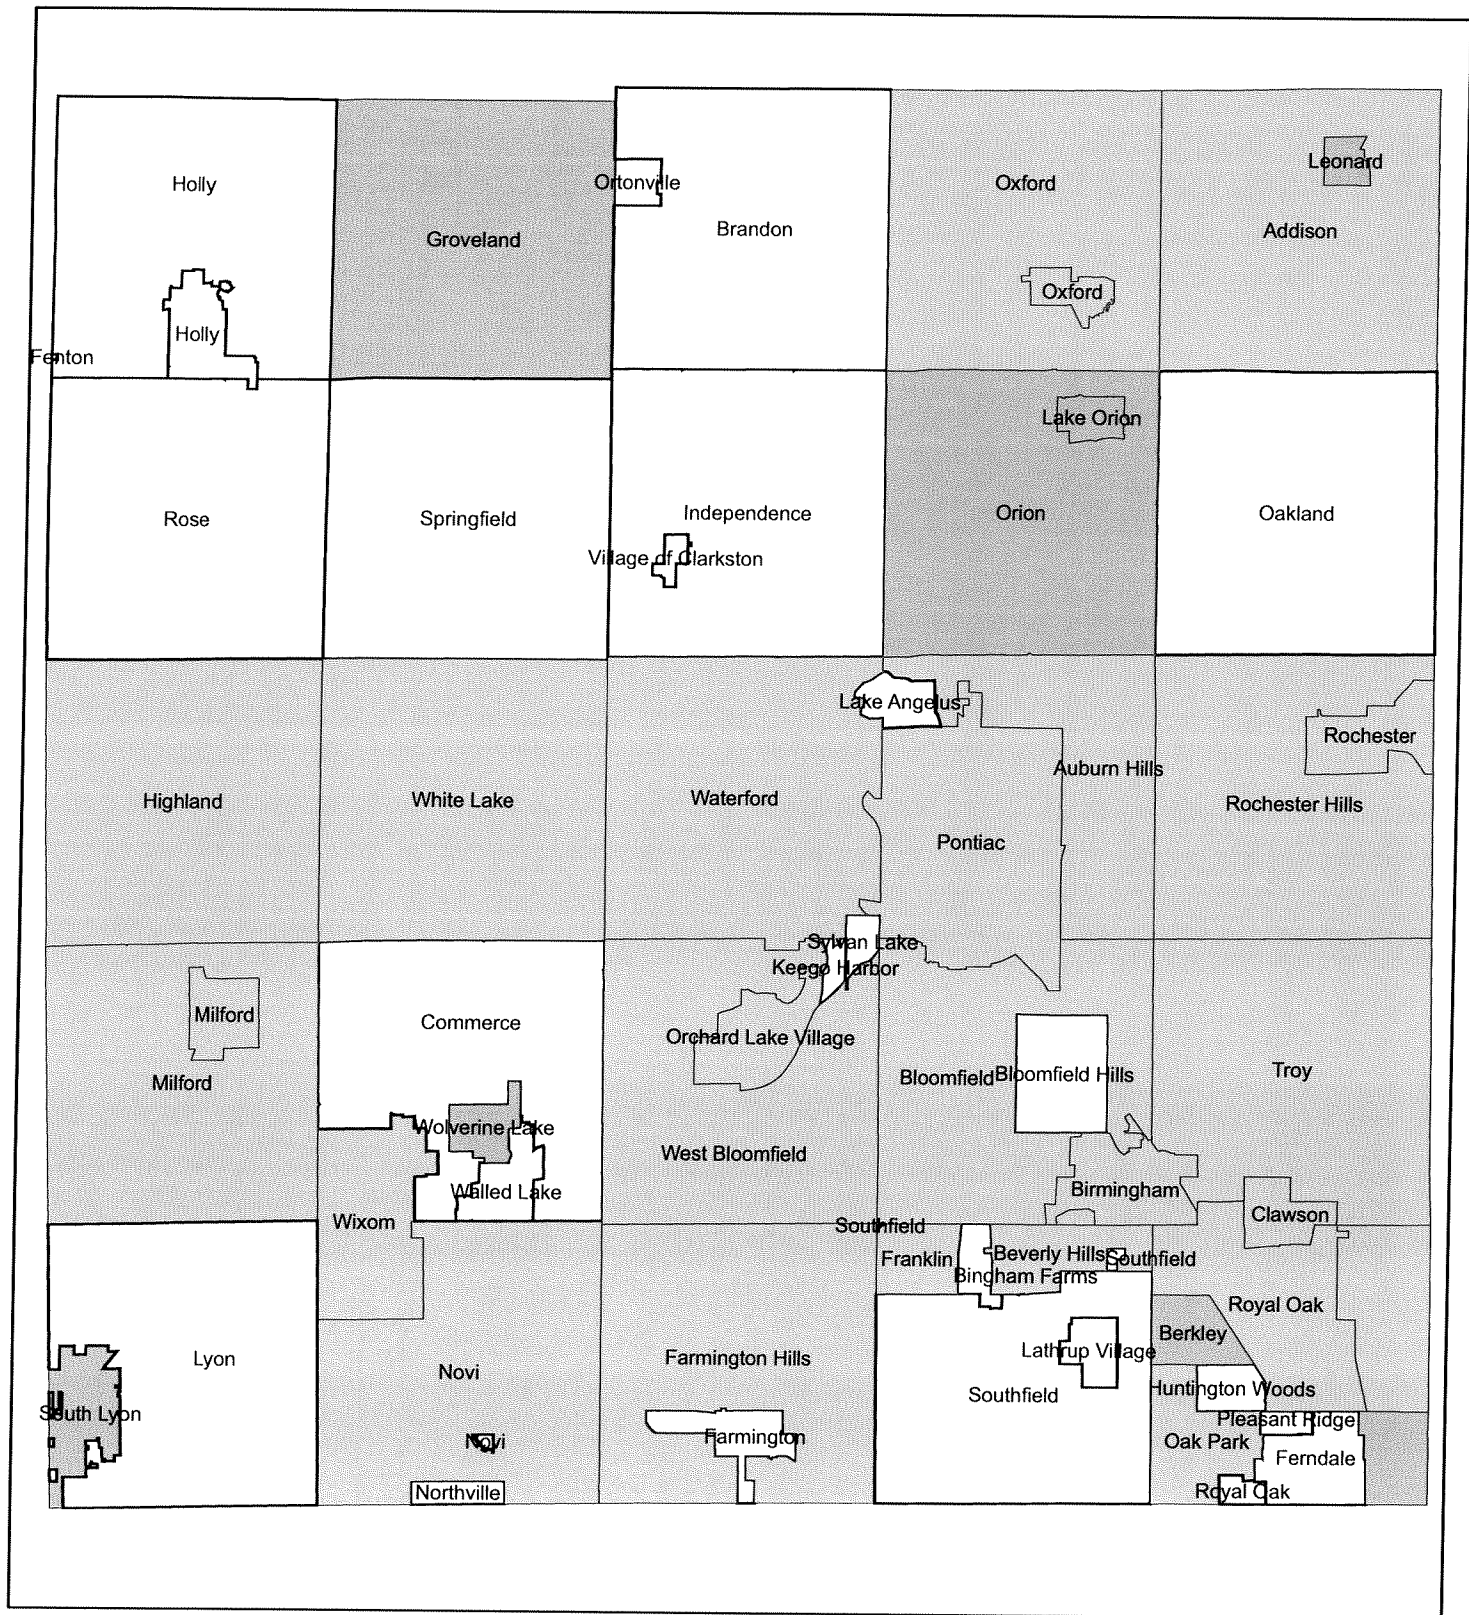 Leonard
Holly
Ortonville
Oxford
Brandon
Addison
Groveland
Oxford
Holly
Fenton
Lake Orion
Rose
Springfield
Independence
Orion
Oakland
Village of Clarkston
Lake Angelus
Rochester
Auburn Hills
Highland
White Lake
Waterford
Rochester Hills
Pontiac
Sylvan Lake
Keego Harbor
Milford
Commerce
Orchard Lake Village
Milford
Bloomfield
Bloomfield Hills
Troy
Wolverine Lake
West Bloomfield
Walled Lake
Birmingham
Wixom
Southfield
Clawson
Franklin
Beverly Hills
Southfield
Bingham Farms
Royal Oak
Berkley
Lyon
Novi
Farmington Hills
Lathrup Village
Southfield
Huntington Woods
South Lyon
Pleasant Ridge
Novi
Farmington
Oak Park
Ferndale
Northville
Royal Oak